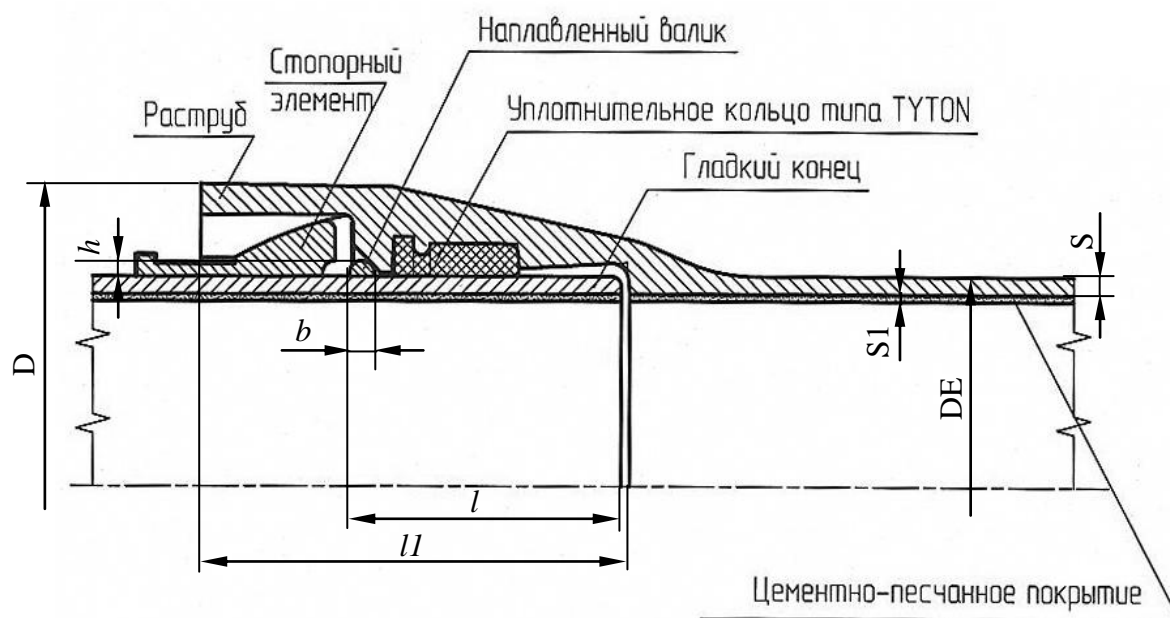 Наплавленный валик
Стопорный
элемент
Раструб
Уплотнительное кольцо типа TYTON
Гладкий конец
h
S
b
S1
D
DE
l
l1
Цементно-песчанное покрытие